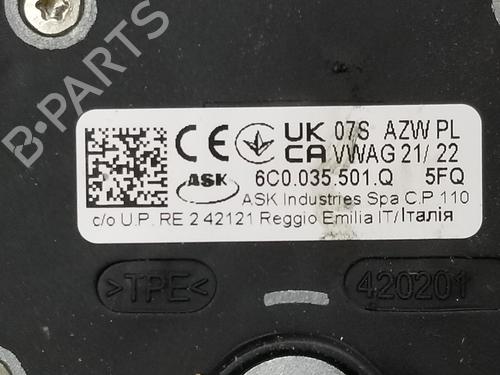 B-PARTS
CE UK CA 07S AZW PL
VWAG 21/ 22
ASK 6C0.035.501.Q 5FQ
ASK Industries Spa C.P 110
c/o U.P. RE 2 42121 Reggio Emilia IT/Італія
>TPE<
420201